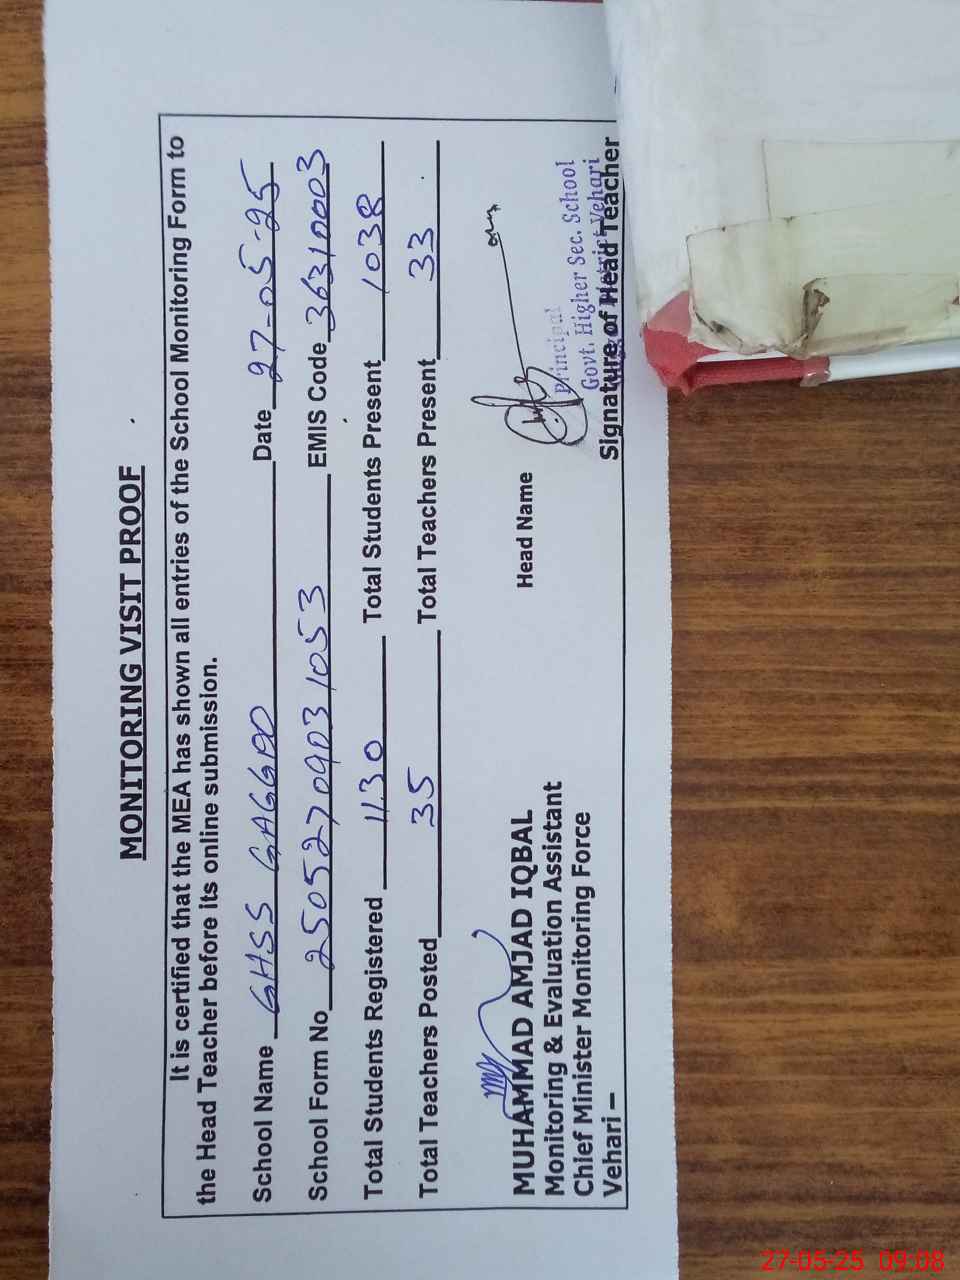 MONITORING VISIT PROOF
It is certified that the MEA has shown all entries of the School Monitoring Form to
the Head Teacher before its online submission.
School Name GHSS GAGGOO Date 27-05-25
School Form No 25052709031053 EMIS Code 36310003
Total Students Registered 1130 Total Students Present 1038
Total Teachers Posted 35 Total Teachers Present 33
MUHAMMAD AMJAD IQBAL
Monitoring & Evaluation Assistant
Chief Minister Monitoring Force
Vehari –
Head Name
Principal
Govt. Higher Sec. School
District Vehari
Signature of Head Teacher
27-05-25 09:08